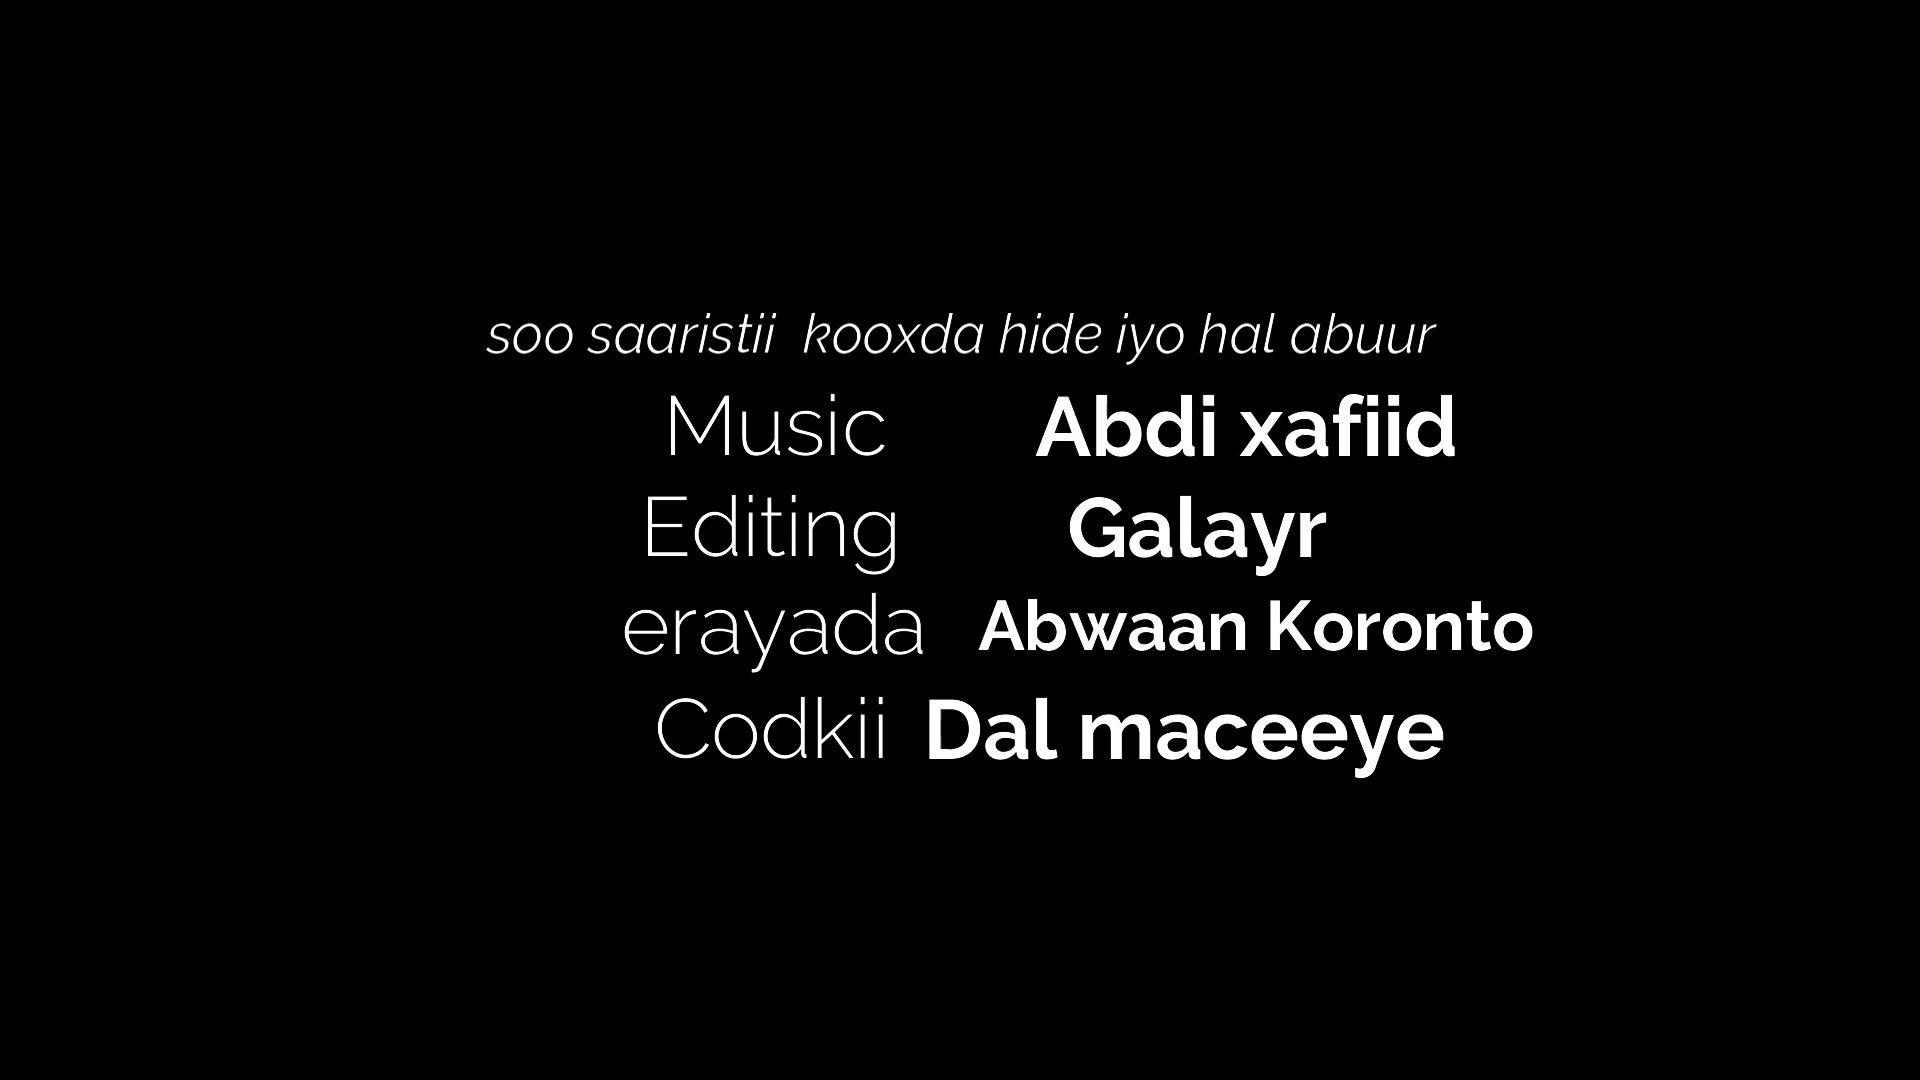 soo saaristii kooxda hide iyo hal abuur
Music Abdi xafiid
Editing Galayr
erayada Abwaan Koronto
Codkii Dal maceeye